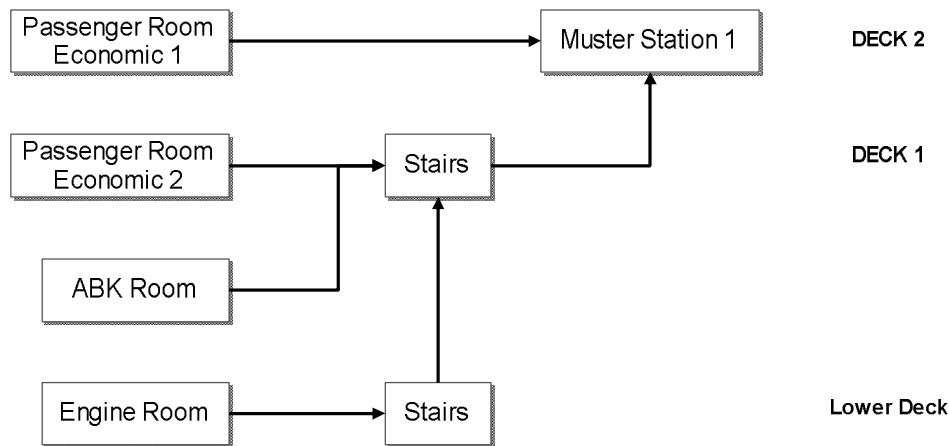 Passenger Room
Economic 1
Muster Station 1
DECK 2
Passenger Room
Economic 2
Stairs
DECK 1
ABK Room
Engine Room
Stairs
Lower Deck